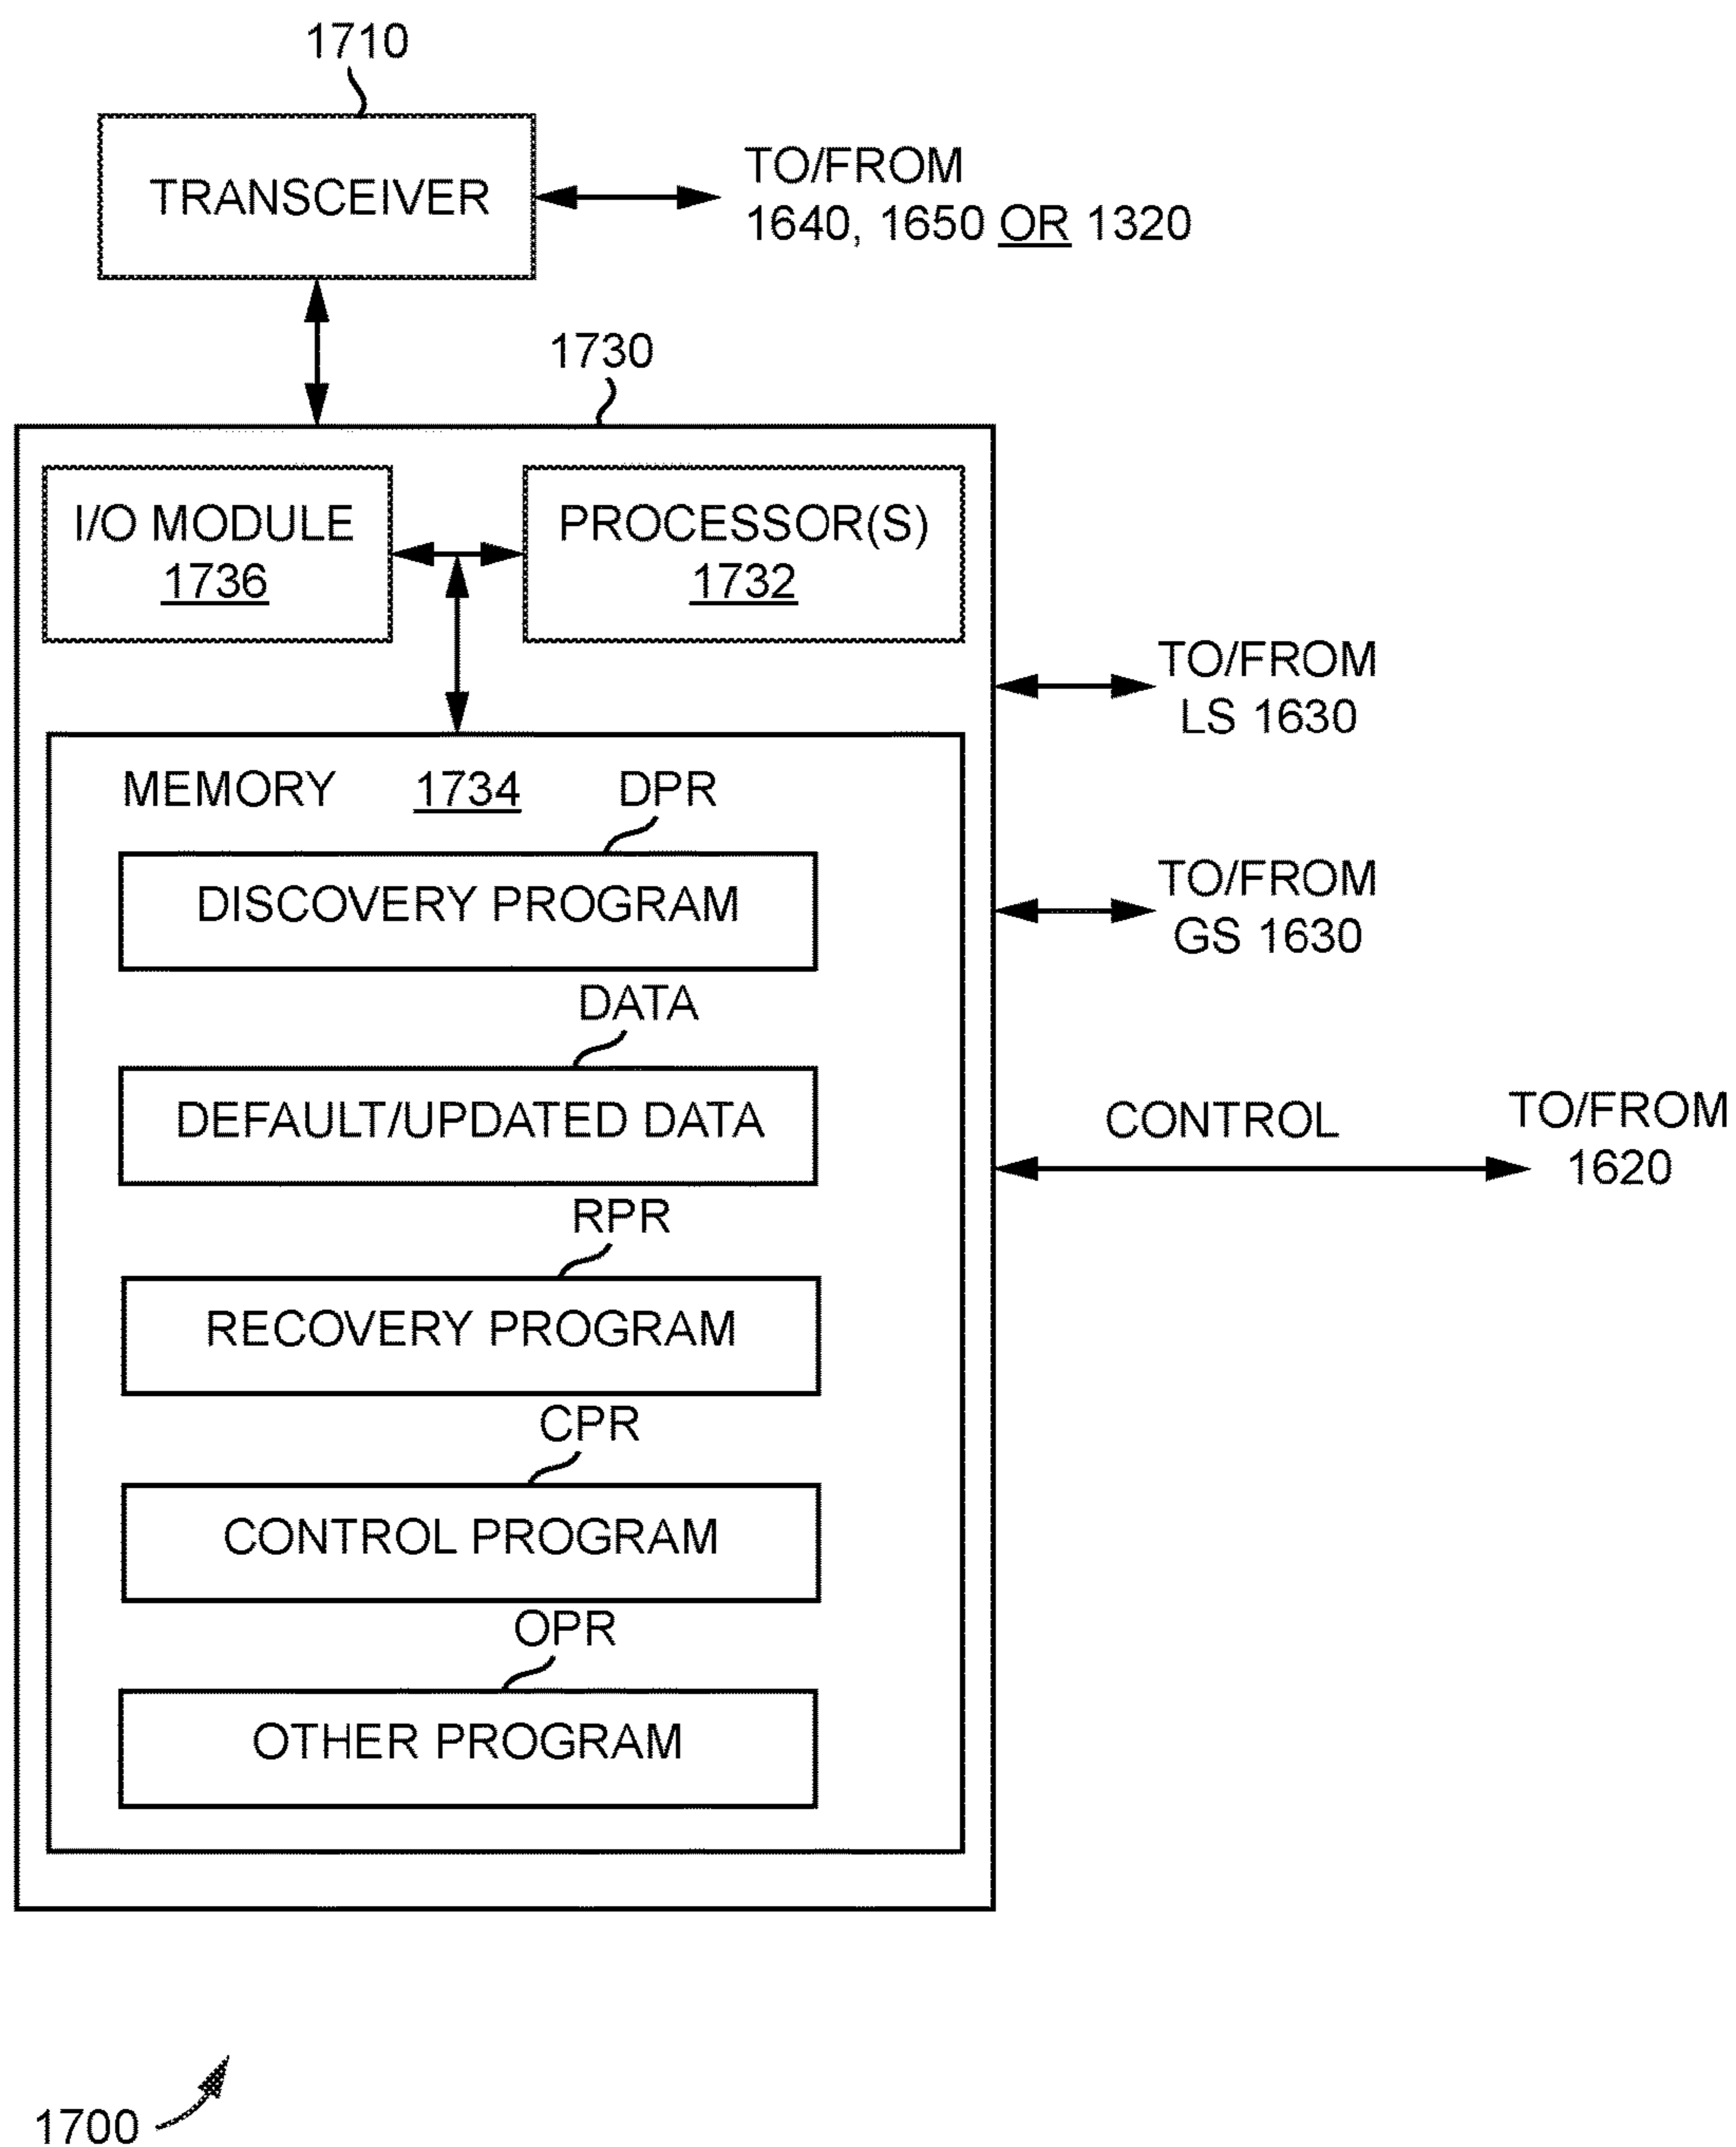 1710
TRANSCEIVER
TO/FROM
1640, 1650 OR 1320
1730
I/O MODULE
1736
PROCESSOR(S)
1732
TO/FROM
LS 1630
MEMORY 1734
DPR
DISCOVERY PROGRAM
TO/FROM
GS 1630
DATA
DEFAULT/UPDATED DATA
CONTROL
TO/FROM
1620
RPR
RECOVERY PROGRAM
CPR
CONTROL PROGRAM
OPR
OTHER PROGRAM
1700